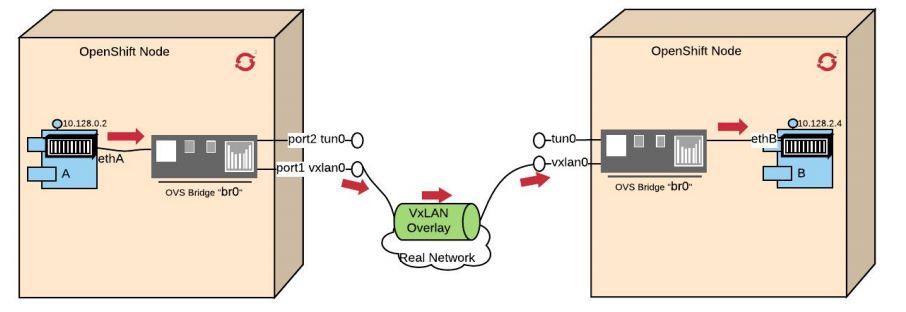 OpenShift Node
10.128.0.2
ethA
A
OVS Bridge "br0"
port2 tun0
port1 vxlan0
VxLAN
Overlay
Real Network
OpenShift Node
tun0
vxlan0
OVS Bridge "br0"
10.128.2.4
ethB
B